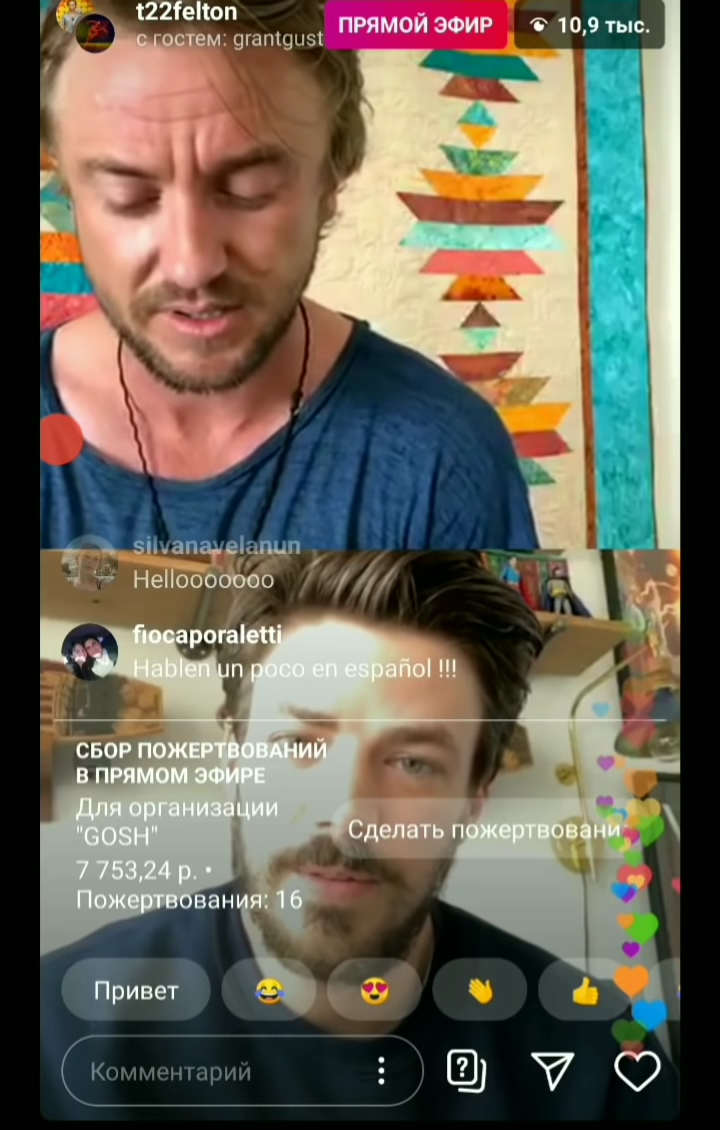 t22felton
с гостем: grantgust
ПРЯМОЙ ЭФИР
10,9 тыс.
silvanavelanun
Hellooooooo
fiocaporaletti
Hablen un poco en español !!!
СБОР ПОЖЕРТВОВАНИЙ
В ПРЯМОМ ЭФИРЕ
Для организации
"GOSH"
Сделать пожертвовани
7 753,24 р. •
Пожертвования: 16
Привет
Комментарий